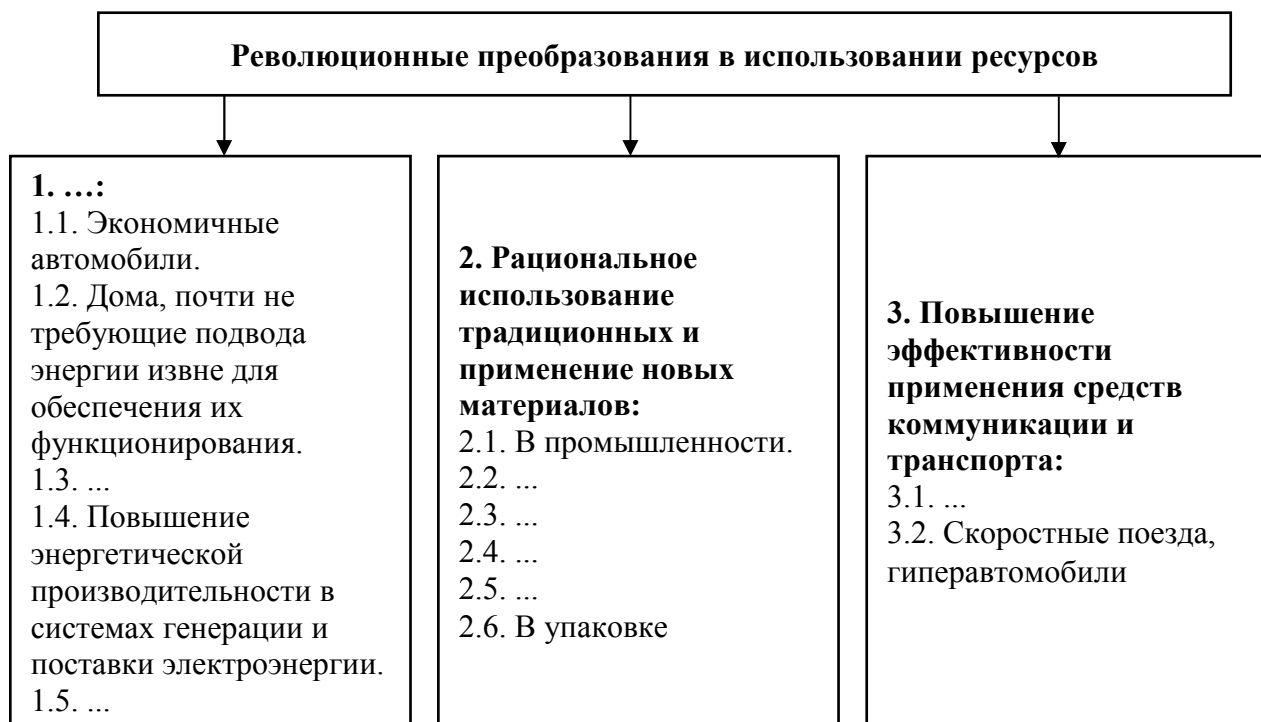 Революционные преобразования в использовании ресурсов
1. …:
1.1. Экономичные
автомобили.
1.2. Дома, почти не
требующие подвода
энергии извне для
обеспечения их
функционирования.
1.3. ...
1.4. Повышение
энергетической
производительности в
системах генерации и
поставки электроэнергии.
1.5. ...
2. Рациональное
использование
традиционных и
применение новых
материалов:
2.1. В промышленности.
2.2. ...
2.3. ...
2.4. ...
2.5. ...
2.6. В упаковке
3. Повышение
эффективности
применения средств
коммуникации и
транспорта:
3.1. ...
3.2. Скоростные поезда,
гиперавтомобили